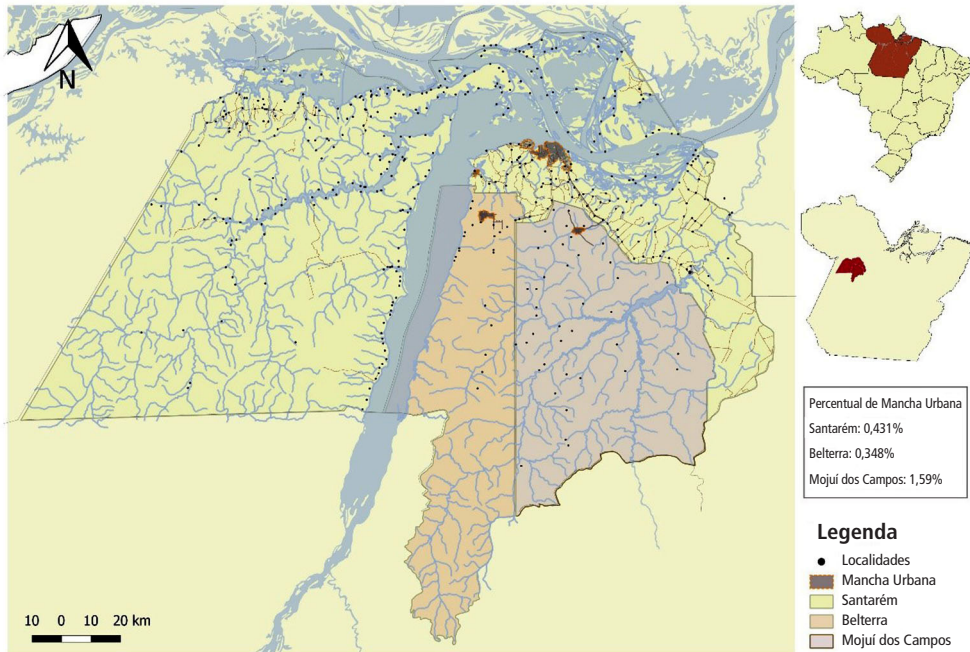 N
10 0 10 20 km
Percentual de Mancha Urbana
Santarém: 0,431%
Belterra: 0,348%
Mojuí dos Campos: 1,59%
Legenda
Localidades
Mancha Urbana
Santarém
Belterra
Mojuí dos Campos